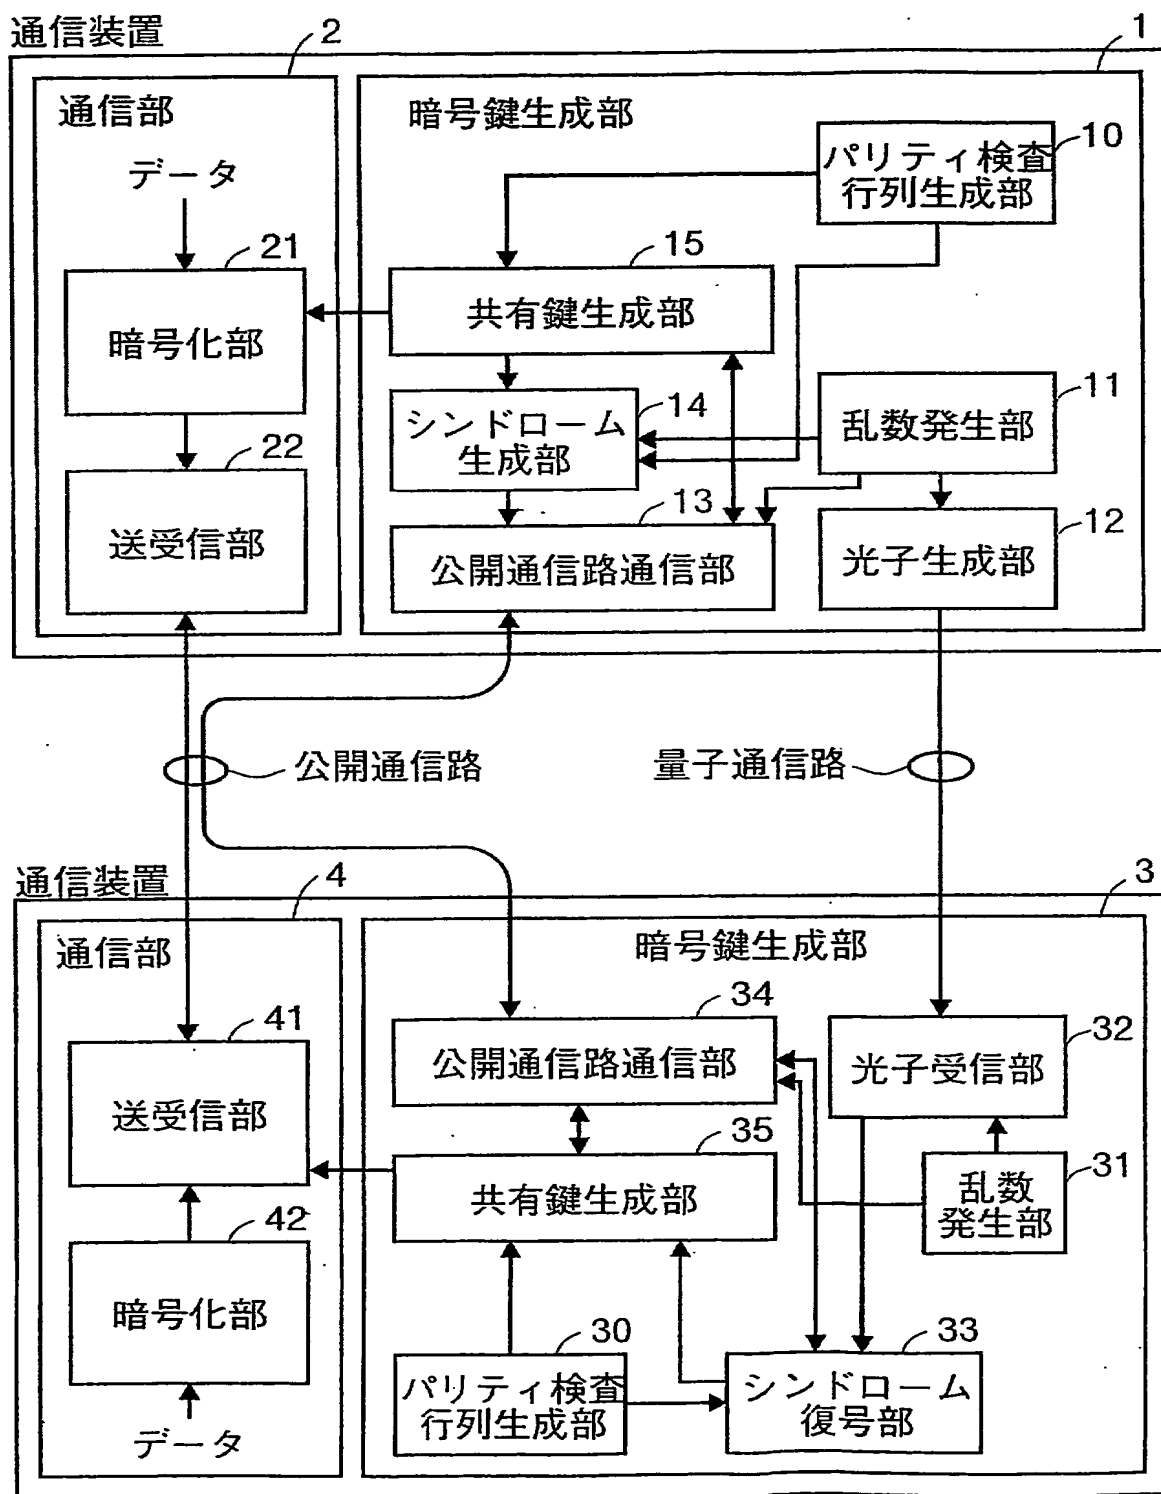 通信装置
2
1
通信部
データ
21
暗号化部
22
送受信部
暗号鍵生成部
10
パリティ検査
行列生成部
15
共有鍵生成部
14
シンドローム
生成部
11
乱数発生部
13
公開通信路通信部
12
光子生成部
公開通信路
量子通信路
通信装置
4
3
通信部
41
送受信部
42
暗号化部
データ
暗号鍵生成部
34
公開通信路通信部
32
光子受信部
35
共有鍵生成部
31
乱数
発生部
30
パリティ検査
行列生成部
33
シンドローム
復号部